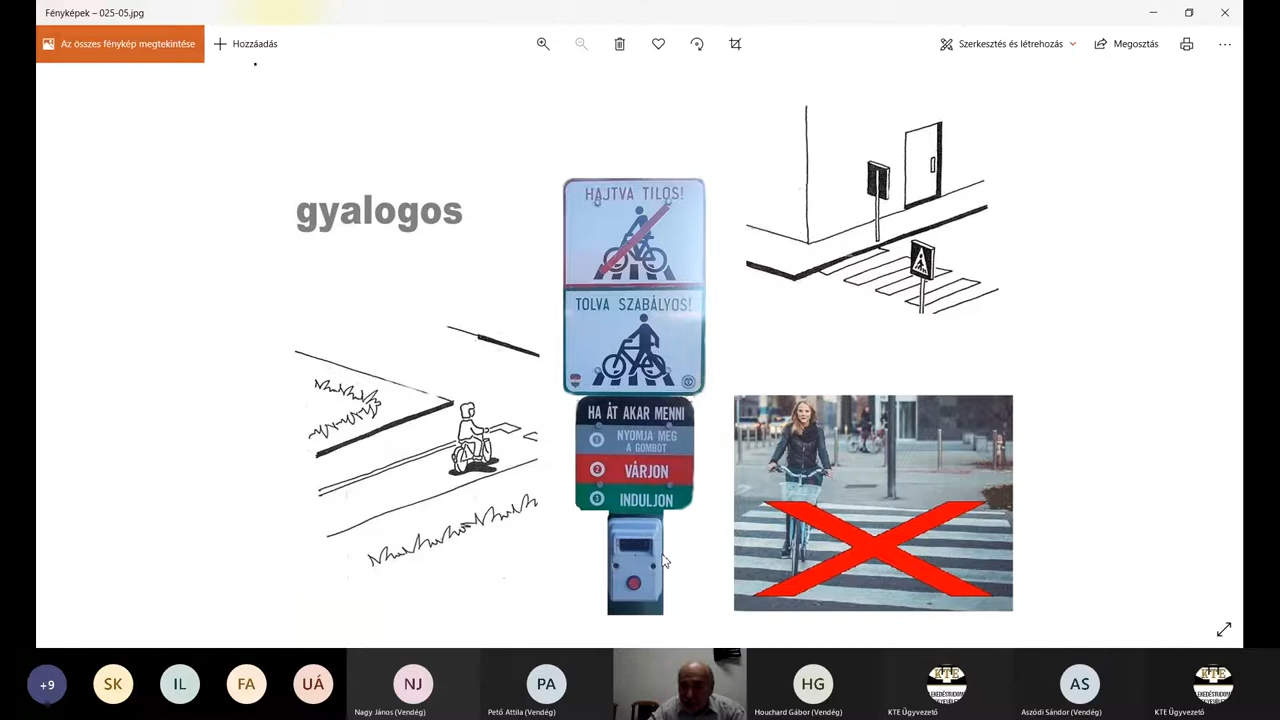 Fényképek – 025-05.jpg
Az összes fénykép megtekintése
Hozzáadás
Szerkesztés és létrehozás
Megosztás
gyalogos
HAJTVA TILOS!
TOLVA SZABÁLYOS!
HA ÁT AKAR MENNI
1 NYOMJA MEG
A GOMBOT
2 VÁRJON
3 INDULJON
+9
SK
IL
FA
UÁ
NJ
Nagy János (Vendég)
PA
Pető Attila (Vendég)
HG
Houchard Gábor (Vendég)
KTE
KTE Ügyvezető
AS
Aszódi Sándor (Vendég)
KTE
KTE Ügyvezető